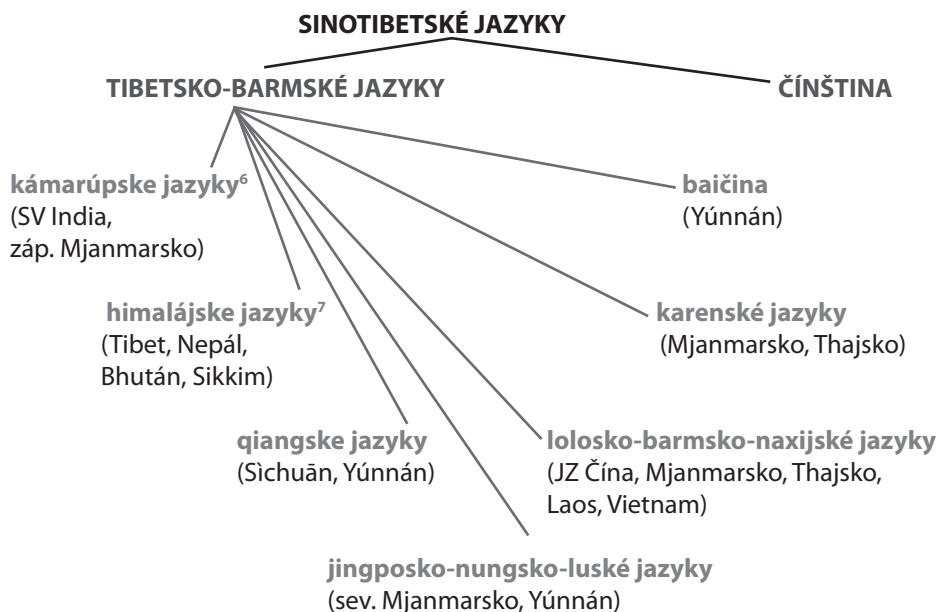 SINOTIBETSKÉ JAZYKY
TIBETSKO-BARMSKÉ JAZYKY
ČÍNŠTINA
kámarúpske jazyky⁶
(SV India,
záp. Mjanmarsko)
baičina
(Yúnnán)
himalájske jazyky⁷
(Tibet, Nepál,
Bhután, Sikkim)
karenské jazyky
(Mjanmarsko, Thajsko)
qiangske jazyky
(Sìchuān, Yúnnán)
lolosko-barmsko-naxijské jazyky
(JZ Čína, Mjanmarsko, Thajsko,
Laos, Vietnam)
jingposko-nungsko-luské jazyky
(sev. Mjanmarsko, Yúnnán)